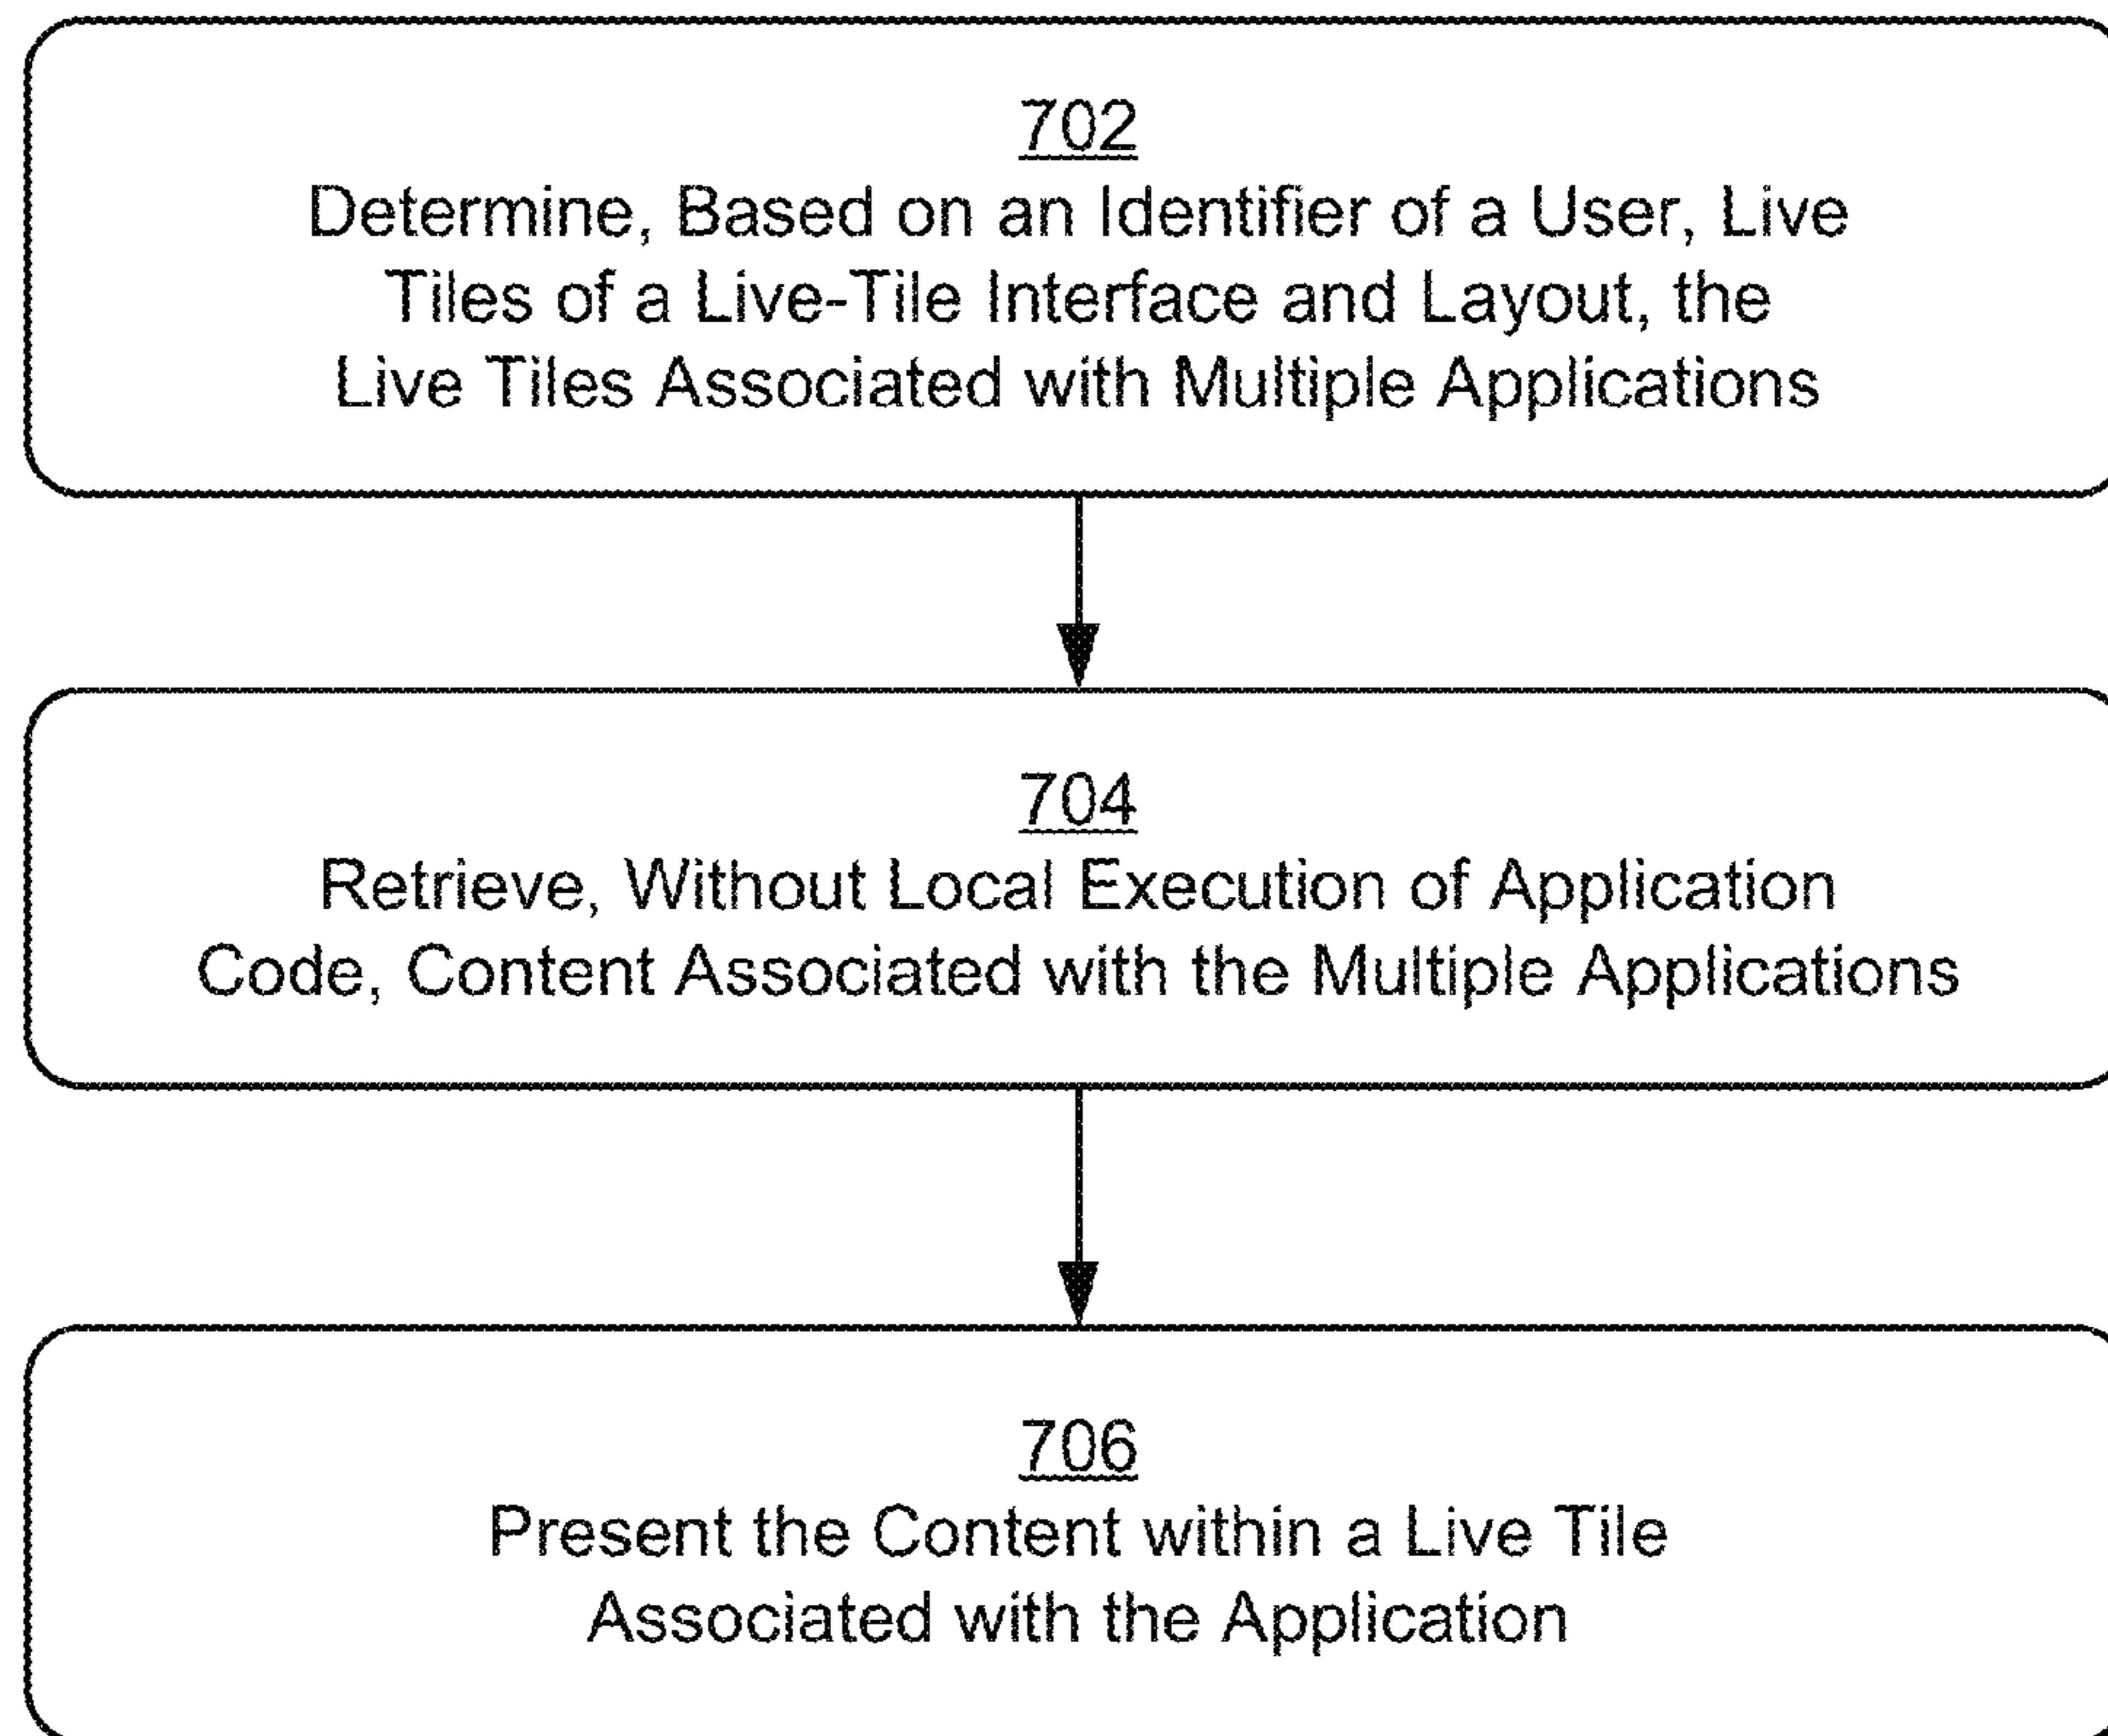 702
Determine, Based on an Identifier of a User, Live
Tiles of a Live-Tile Interface and Layout, the
Live Tiles Associated with Multiple Applications
704
Retrieve, Without Local Execution of Application
Code, Content Associated with the Multiple Applications
706
Present the Content within a Live Tile
Associated with the Application